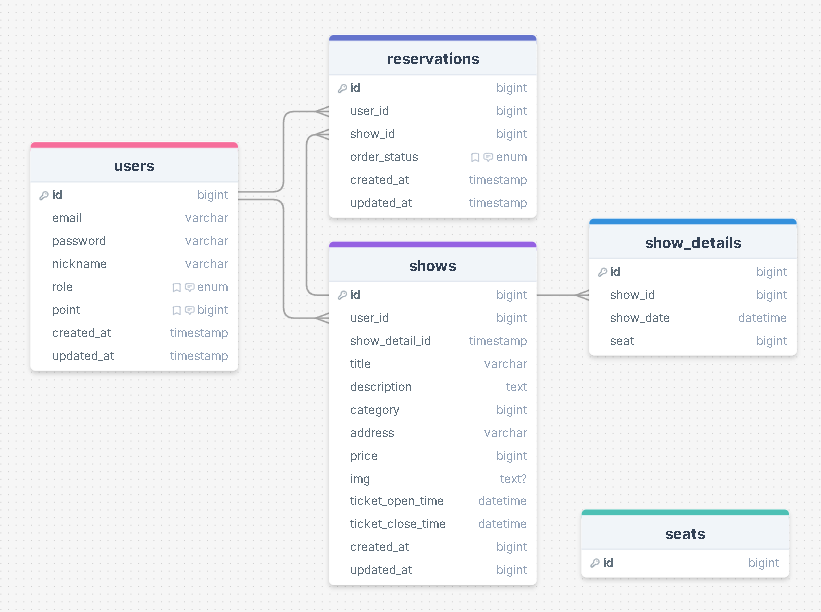 users
id bigint
email varchar
password varchar
nickname varchar
role enum
point bigint
created_at timestamp
updated_at timestamp
reservations
id bigint
user_id bigint
show_id bigint
order_status enum
created_at timestamp
updated_at timestamp
shows
id bigint
user_id bigint
show_detail_id timestamp
title varchar
description text
category bigint
address varchar
price bigint
img text?
ticket_open_time datetime
ticket_close_time datetime
created_at bigint
updated_at bigint
show_details
id bigint
show_id bigint
show_date datetime
seat bigint
seats
id bigint